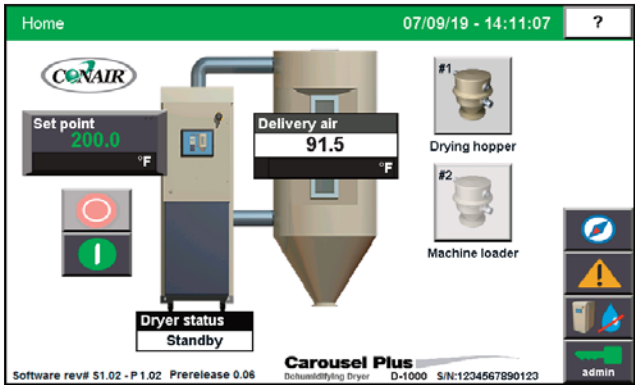 Home
07/09/19 - 14:11:07
?
CONAIR
Set point
200.0
°F
Delivery air
91.5
°F
#1
Drying hopper
#2
Machine loader
Dryer status
Standby
Carousel Plus
Dehumidifying Dryer D-1000 S/N:1234567890123
Software rev# S1.02 - P1.02 Prerelease 0.06
admin